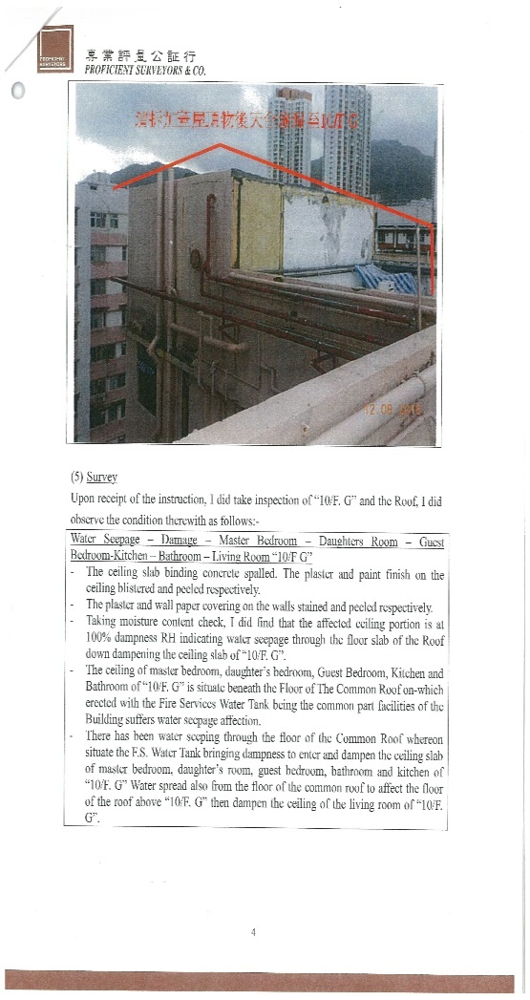 PROFICIENT
SURVEYORS
專業評量公証行
PROFICIENT SURVEYORS & CO.
12 08
(5) Survey
Upon receipt of the instruction, I did take inspection of “10/F. G” and the Roof, I did
observe the condition therewith as follows:-
Water Seepage – Damage – Master Bedroom – Daughters Room – Guest
Bedroom-Kitchen – Bathroom – Living Room “10/F G”
- The ceiling slab binding concrete spalled. The plaster and paint finish on the
ceiling blistered and peeled respectively.
- The plaster and wall paper covering on the walls stained and peeled respectively.
- Taking moisture content check, I did find that the affected ceiling portion is at
100% dampness RH indicating water seepage through the floor slab of the Roof
down dampening the ceiling slab of “10/F. G”.
- The ceiling of master bedroom, daughter’s bedroom, Guest Bedroom, Kitchen and
Bathroom of “10/F. G” is situate beneath the Floor of The Common Roof on-which
erected with the Fire Services Water Tank being the common part facilities of the
Building suffers water seepage affection.
- There has been water seeping through the floor of the Common Roof whereon
situate the F.S. Water Tank bringing dampness to enter and dampen the ceiling slab
of master bedroom, daughter’s room, guest bedroom, bathroom and kitchen of
“10/F. G” Water spread also from the floor of the common roof to affect the floor
of the roof above “10/F. G” then dampen the ceiling of the living room of “10/F.
G”.
4